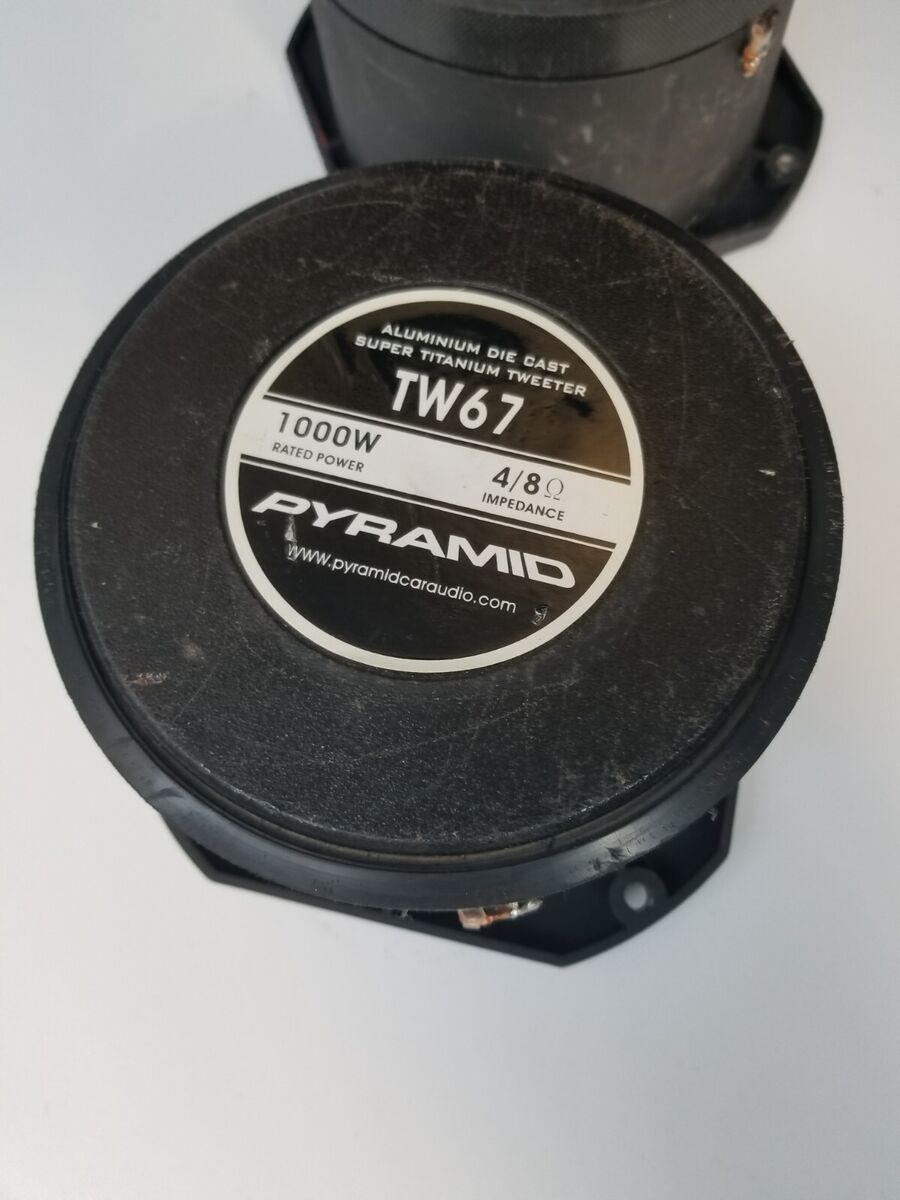 ALUMINIUM DIE CAST
SUPER TITANIUM TWEETER
TW67
1000W
RATED POWER
4/8Ω
IMPEDANCE
PYRAMID
www.pyramidcaraudio.com